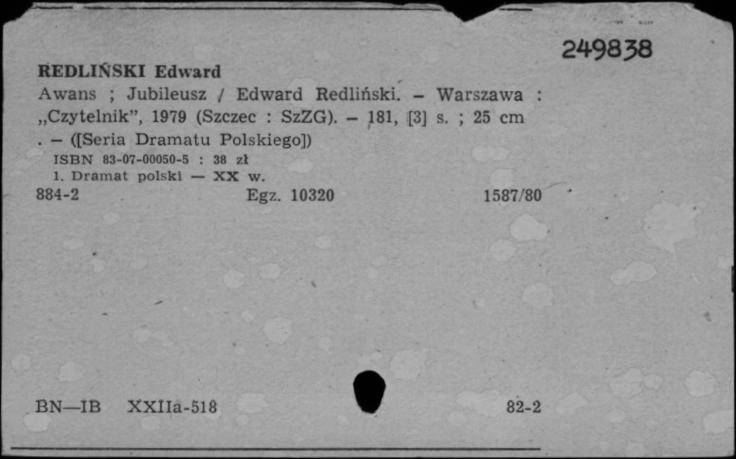 249838
REDLIŃSKI Edward
Awans ; Jubileusz / Edward Redliński. — Warszawa :
„Czytelnik”, 1979 (Szczec : SzZG). — 181, [3] s. ; 25 cm
. — ([Seria Dramatu Polskiego])
ISBN 83-07-00050-5 : 38 zł
1. Dramat polski — XX w.
884-2 Egz. 10320 1587/80
BN—IB XXIIa-518 82-2